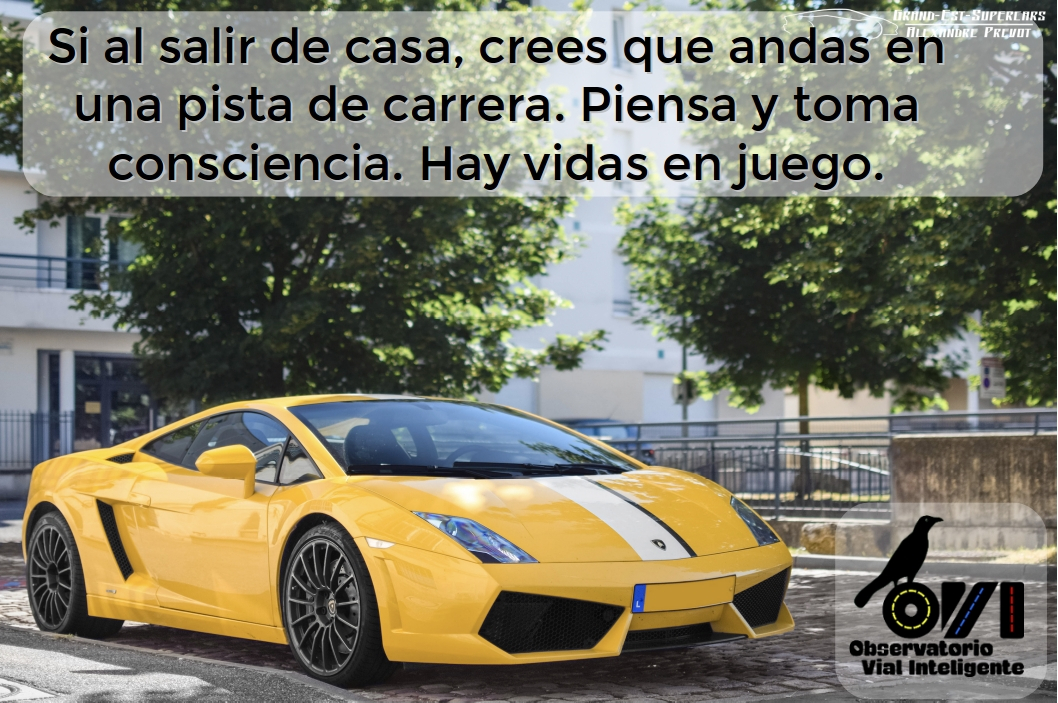 GRAND-EST-SUPERCARS
ALEXANDRE PREVOT
Si al salir de casa, crees que andas en
una pista de carrera. Piensa y toma
consciencia. Hay vidas en juego.
L
OVI
Observatorio
Vial Inteligente